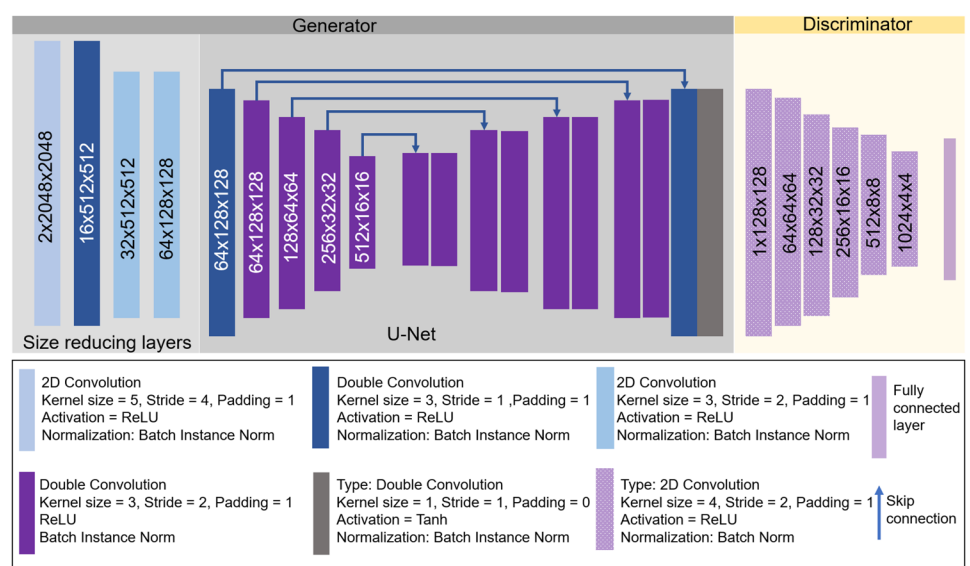 Generator
Discriminator
2x2048x2048
16x512x512
32x512x512
64x128x128
64x128x128
64x128x128
128x64x64
256x32x32
512x16x16
1x128x128
64x64x64
128x32x32
256x16x16
512x8x8
1024x4x4
Size reducing layers
U-Net
2D Convolution
Kernel size = 5, Stride = 4, Padding = 1
Activation = ReLU
Normalization: Batch Instance Norm
Double Convolution
Kernel size = 3, Stride = 1 ,Padding = 1
Activation = ReLU
Normalization: Batch Instance Norm
2D Convolution
Kernel size = 3, Stride = 2, Padding = 1
Activation = ReLU
Normalization: Batch Instance Norm
Fully
connected
layer
Double Convolution
Kernel size = 3, Stride = 2, Padding = 1
ReLU
Batch Instance Norm
Type: Double Convolution
Kernel size = 1, Stride = 1, Padding = 0
Activation = Tanh
Normalization: Batch Instance Norm
Type: 2D Convolution
Kernel size = 4, Stride = 2, Padding = 1
Activation = ReLU
Normalization: Batch Norm
Skip
connection